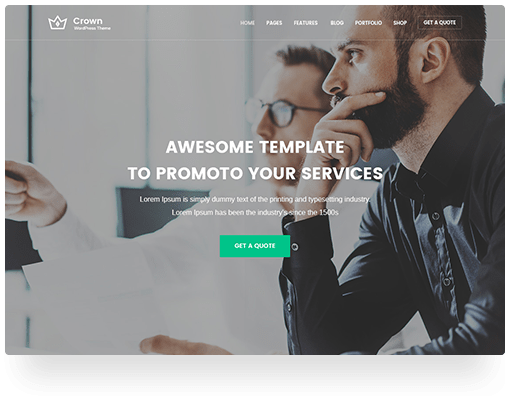 Crown
WordPress Theme
HOME PAGES FEATURES BLOG PORTFOLIO SHOP GET A QUOTE
AWESOME TEMPLATE
TO PROMOTO YOUR SERVICES
Lorem Ipsum is simply dummy text of the printing and typesetting industry.
Lorem Ipsum has been the industry's since the 1500s
GET A QUOTE